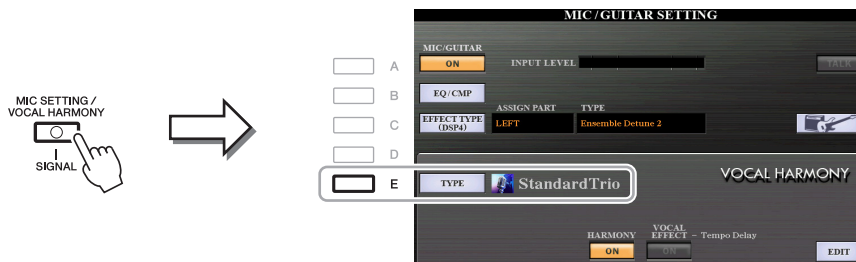 MIC SETTING /
VOCAL HARMONY
SIGNAL
A
B
C
D
E
MIC / GUITAR SETTING
MIC/GUITAR
ON
INPUT LEVEL
TALK
EQ/CMP
ASSIGN PART
TYPE
EFFECT TYPE
(DSP4)
LEFT
Ensemble Detune 2
TYPE
StandardTrio
VOCAL HARMONY
HARMONY
VOCAL
EFFECT
– Tempo Delay
ON
ON
EDIT